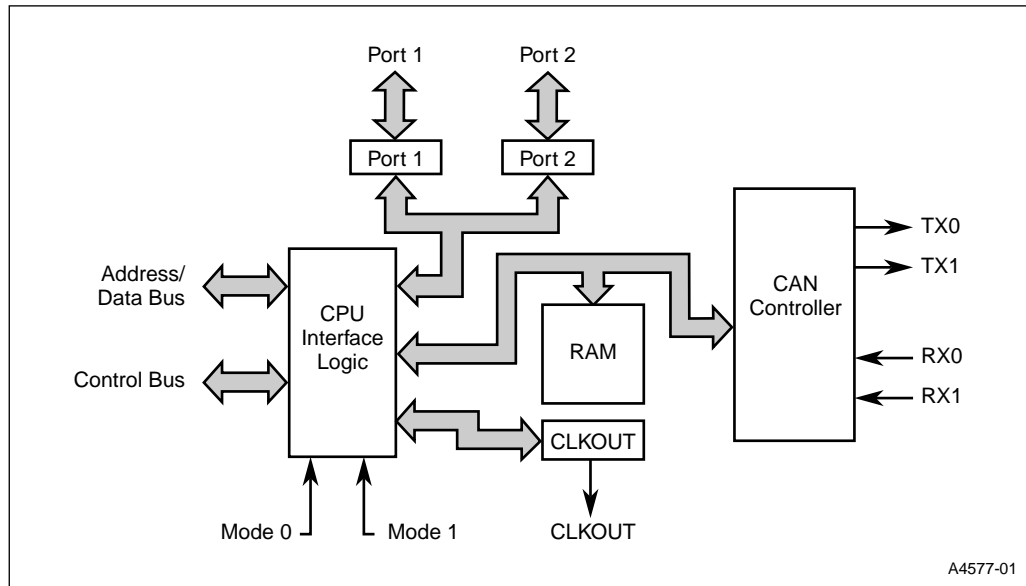 Port 1
Port 2
Port 1
Port 2
Address/
Data Bus
Control Bus
CPU
Interface
Logic
RAM
CLKOUT
CAN
Controller
TX0
TX1
RX0
RX1
Mode 0
Mode 1
CLKOUT
A4577-01